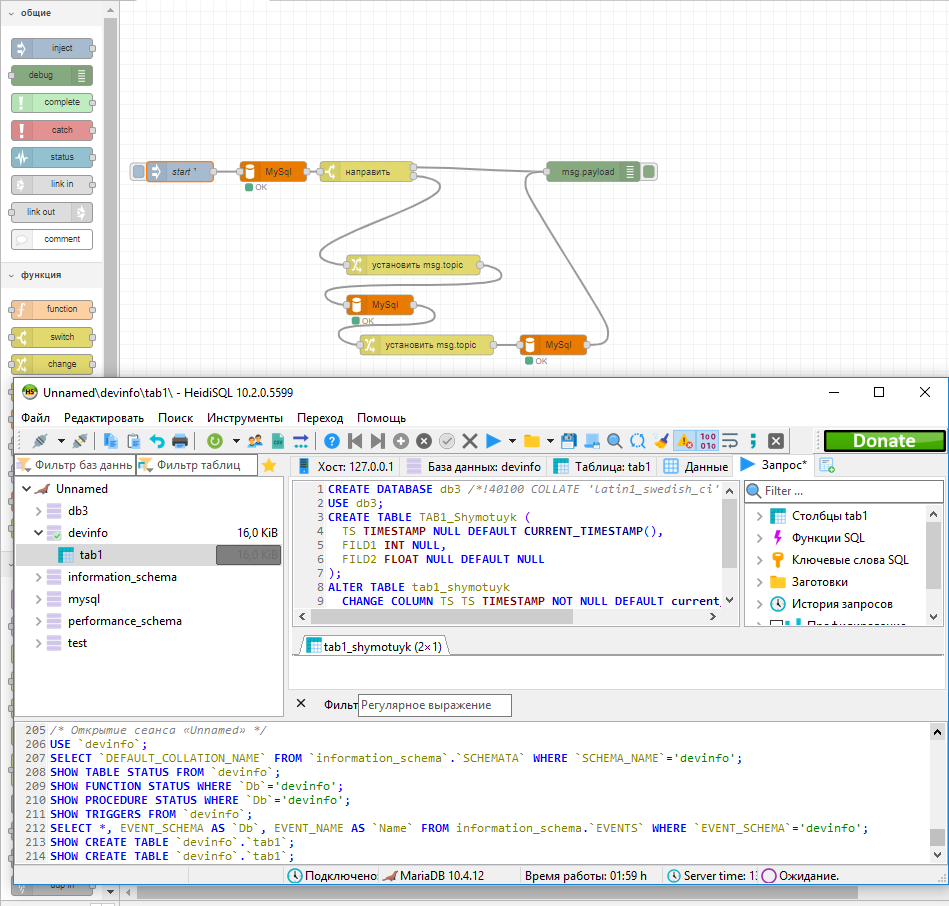 общие
inject
debug
complete
catch
status
link in
link out
comment
функция
function
switch
change
start ¹
MySql
OK
направить
msg.payload
установить msg.topic
MySql
OK
установить msg.topic
MySql
OK
Unnamed\devinfo\tab1\ - HeidiSQL 10.2.0.5599
Файл Редактировать Поиск Инструменты Переход Помощь
Donate
Фильтр баз данны Фильтр таблиц
Хост: 127.0.0.1 База данных: devinfo Таблица: tab1 Данные Запрос*
Unnamed
db3
devinfo 16,0 KiB
tab1 16,0 KiB
information_schema
mysql
performance_schema
test
1 CREATE DATABASE db3 /*!40100 COLLATE 'latin1_swedish_ci'
2 USE db3;
3 CREATE TABLE TAB1_Shymotuyk (
4 TS TIMESTAMP NULL DEFAULT CURRENT_TIMESTAMP(),
5 FILD1 INT NULL,
6 FILD2 FLOAT NULL DEFAULT NULL
7 );
8 ALTER TABLE tab1_shymotuyk
9 CHANGE COLUMN TS TS TIMESTAMP NOT NULL DEFAULT current_
Filter ...
Столбцы tab1
Функции SQL
Ключевые слова SQL
Заготовки
История запросов
Профилирование
tab1_shymotuyk (2×1)
Фильт Регулярное выражение
205 /* Открытие сеанса «Unnamed» */
206 USE `devinfo`;
207 SELECT `DEFAULT_COLLATION_NAME` FROM `information_schema`.`SCHEMATA` WHERE `SCHEMA_NAME`='devinfo';
208 SHOW TABLE STATUS FROM `devinfo`;
209 SHOW FUNCTION STATUS WHERE `Db`='devinfo';
210 SHOW PROCEDURE STATUS WHERE `Db`='devinfo';
211 SHOW TRIGGERS FROM `devinfo`;
212 SELECT *, EVENT_SCHEMA AS `Db`, EVENT_NAME AS `Name` FROM information_schema.`EVENTS` WHERE `EVENT_SCHEMA`='devinfo';
213 SHOW CREATE TABLE `devinfo`.`tab1`;
214 SHOW CREATE TABLE `devinfo`.`tab1`;
Подключено: MariaDB 10.4.12 Время работы: 01:59 h Server time: 1 Ожидание.
udp in